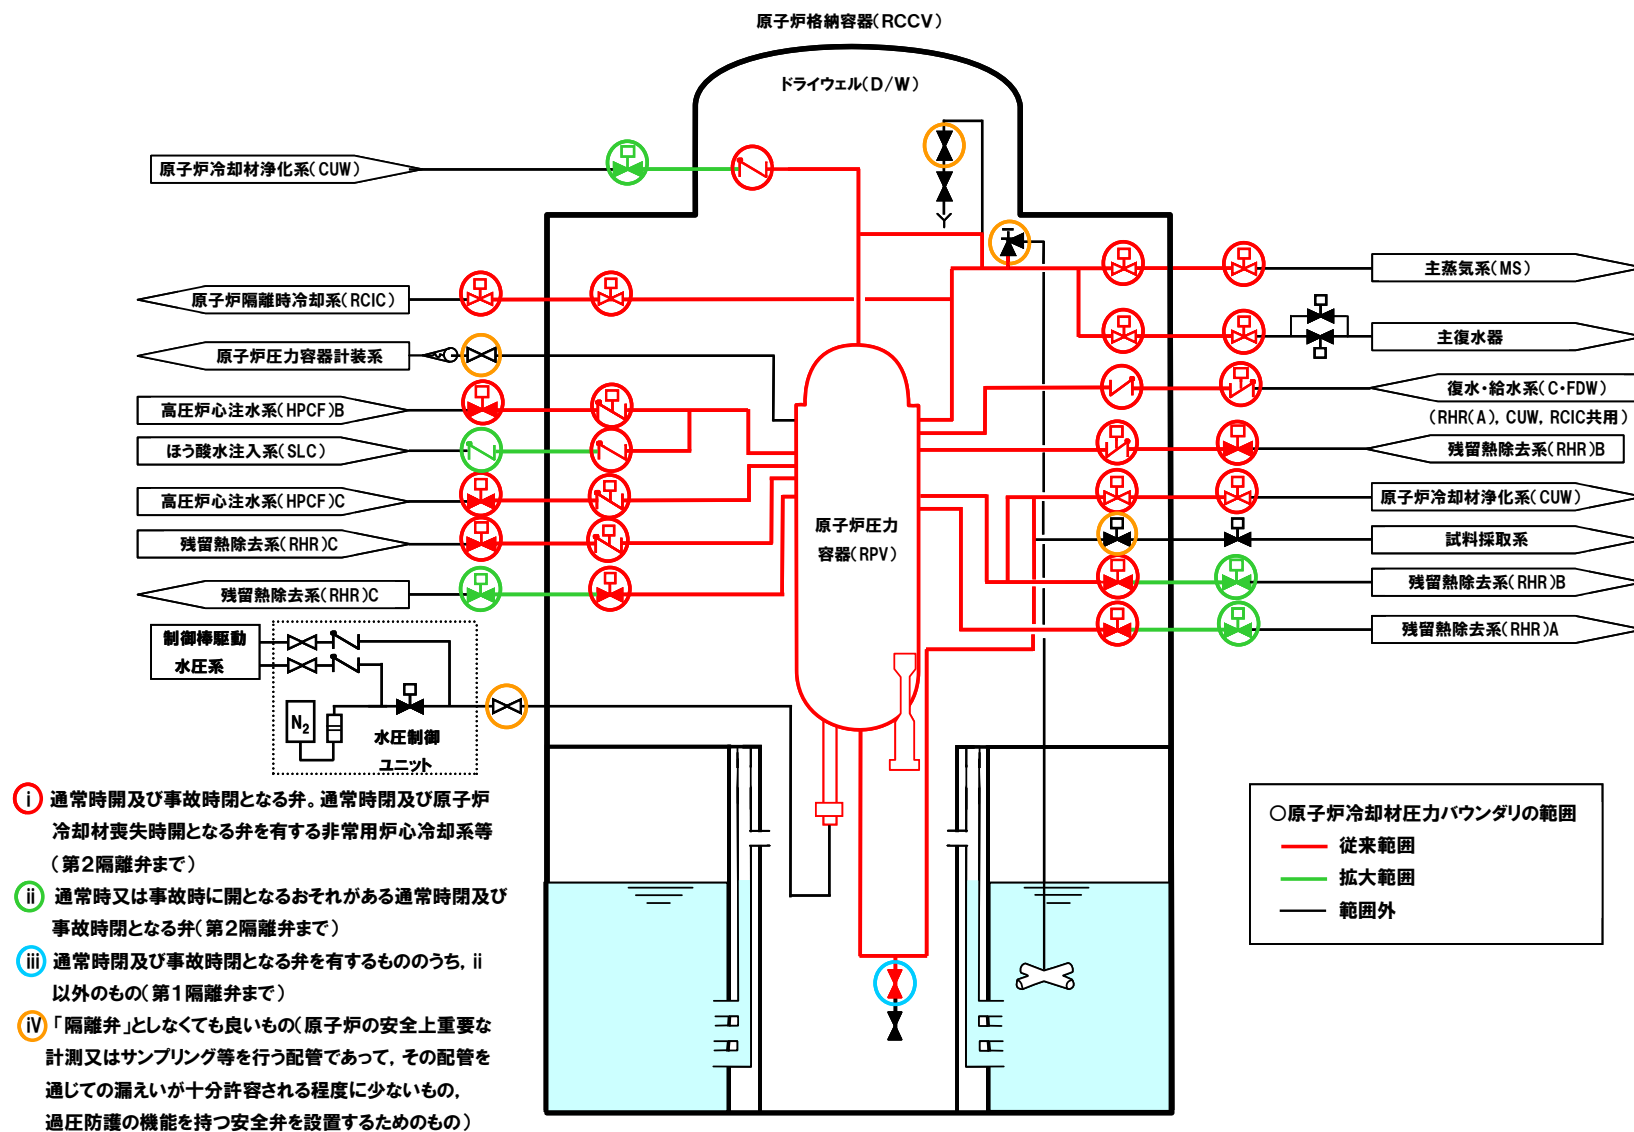 原子炉格納容器(RCCV)
ドライウェル(D/W)
原子炉冷却材浄化系(CUW)
原子炉隔離時冷却系(RCIC)
原子炉圧力容器計装系
高圧炉心注水系(HPCF)B
ほう酸水注入系(SLC)
高圧炉心注水系(HPCF)C
残留熱除去系(RHR)C
残留熱除去系(RHR)C
制御棒駆動
水圧系
N2
水圧制御
ユニット
原子炉圧力
容器(RPV)
主蒸気系(MS)
主復水器
復水・給水系(C・FDW)
(RHR(A), CUW, RCIC共用)
残留熱除去系(RHR)B
原子炉冷却材浄化系(CUW)
試料採取系
残留熱除去系(RHR)B
残留熱除去系(RHR)A
i 通常時開及び事故時閉となる弁。通常時閉及び原子炉
冷却材喪失時開となる弁を有する非常用炉心冷却系等
(第2隔離弁まで)
ii 通常時又は事故時に開となるおそれがある通常時閉及び
事故時閉となる弁(第2隔離弁まで)
iii 通常時閉及び事故時閉となる弁を有するもののうち, ii
以外のもの(第1隔離弁まで)
iV 「隔離弁」としなくても良いもの(原子炉の安全上重要な
計測又はサンプリング等を行う配管であって, その配管を
通じての漏えいが十分許容される程度に少ないもの,
過圧防護の機能を持つ安全弁を設置するためのもの)
○原子炉冷却材圧力バウンダリの範囲
従来範囲
拡大範囲
範囲外